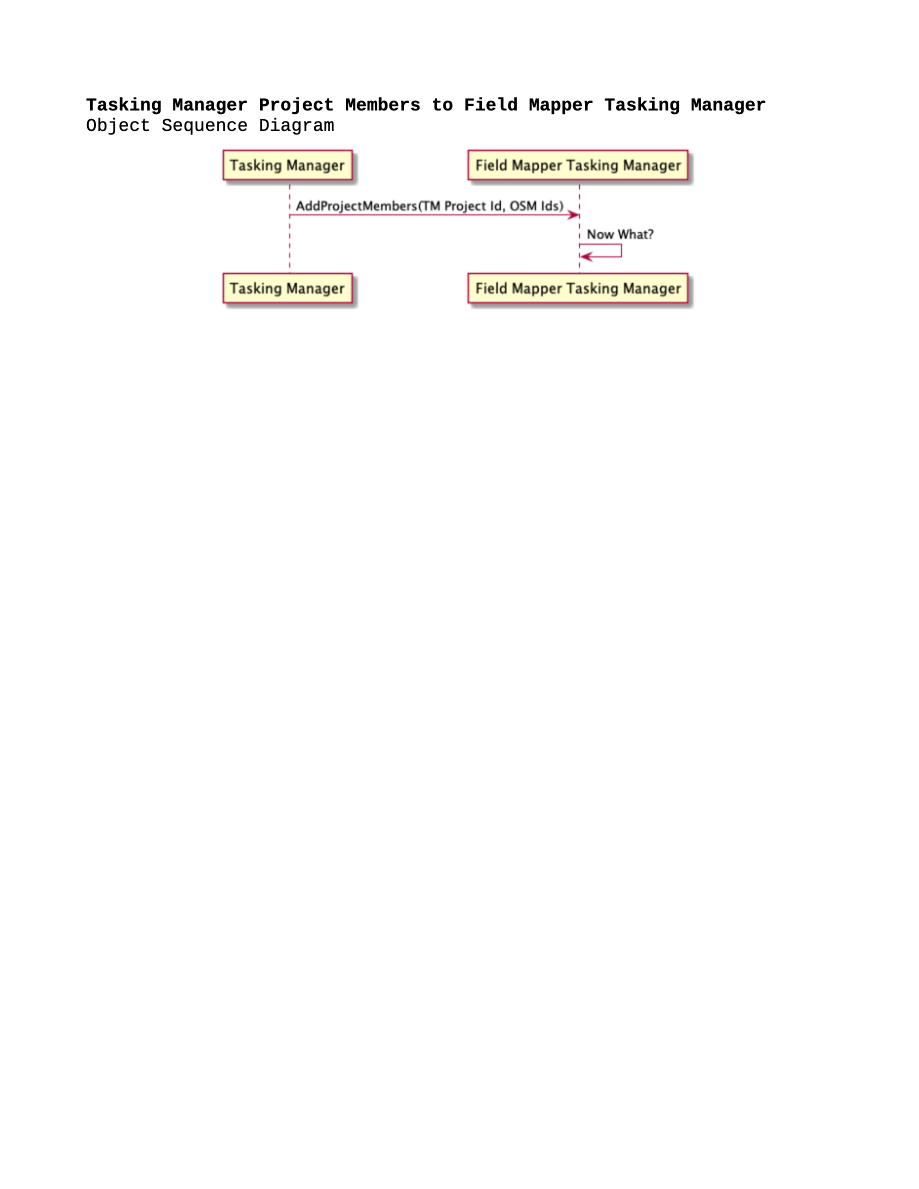 Tasking Manager Project Members to Field Mapper Tasking Manager
Object Sequence Diagram
Tasking Manager
Field Mapper Tasking Manager
AddProjectMembers(TM Project Id, OSM Ids)
Now What?
Tasking Manager
Field Mapper Tasking Manager